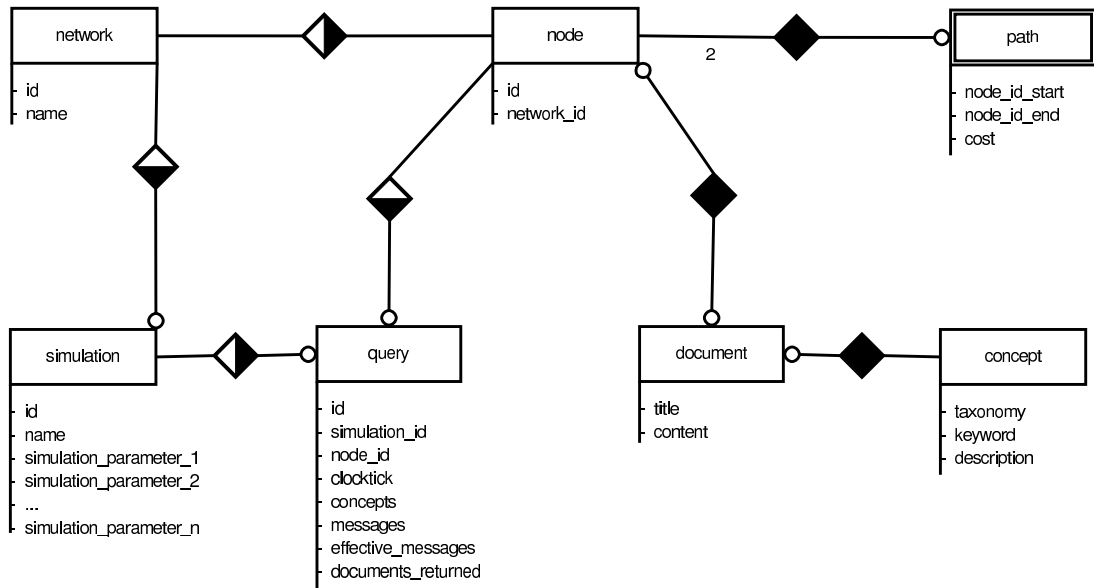 network
id
name
node
id
network_id
2
path
node_id_start
node_id_end
cost
simulation
id
name
simulation_parameter_1
simulation_parameter_2
...
simulation_parameter_n
query
id
simulation_id
node_id
clocktick
concepts
messages
effective_messages
documents_returned
document
title
content
concept
taxonomy
keyword
description